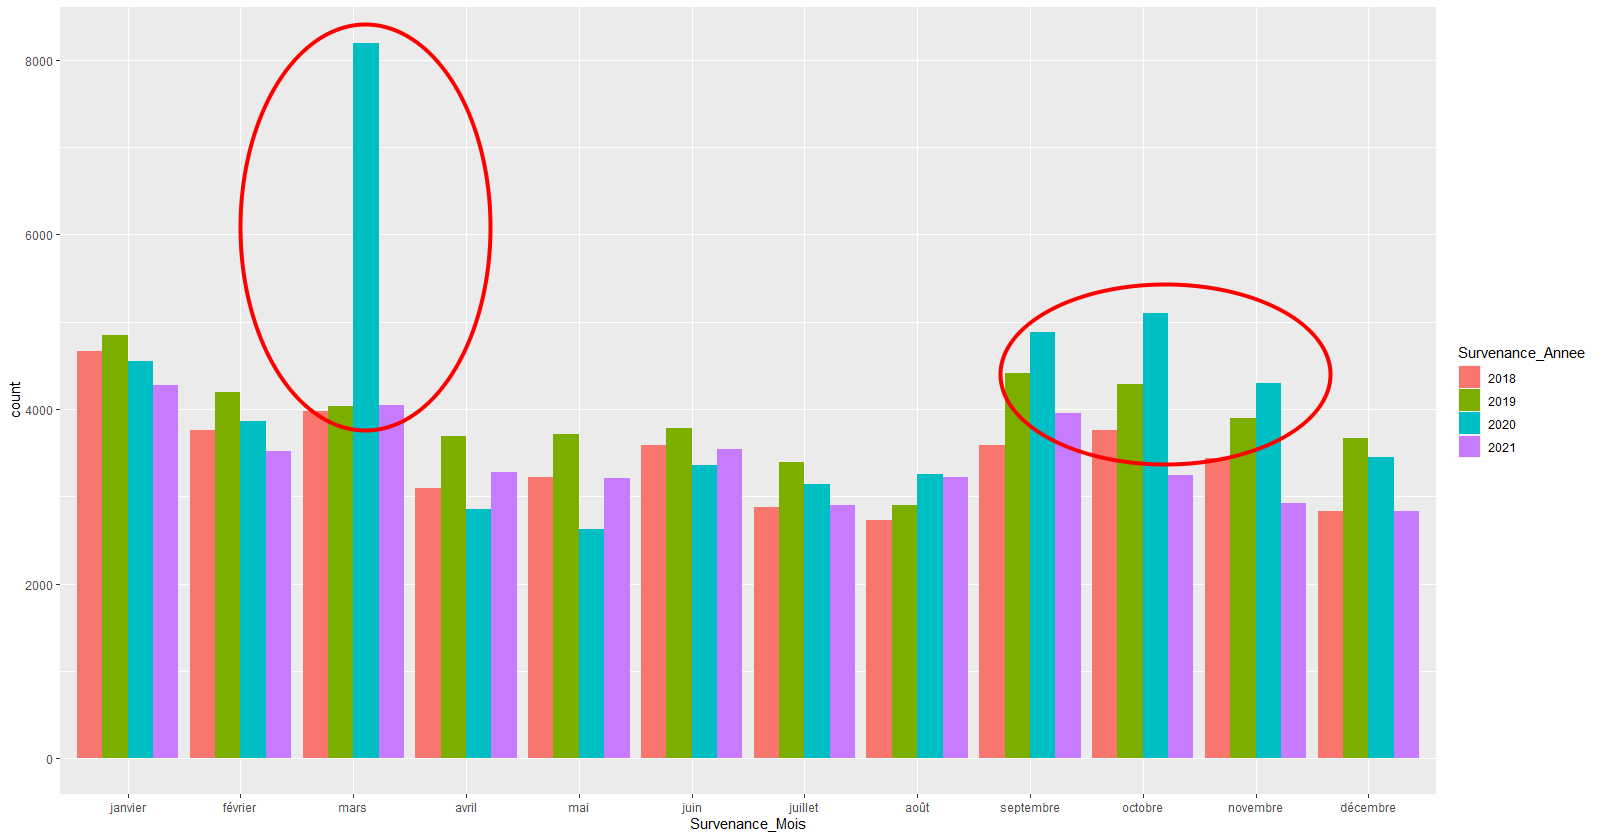 8000
6000
4000
2000
0
count
janvier février mars avril mai juin juillet août septembre octobre novembre décembre
Survenance_Mois
Survenance_Annee
2018
2019
2020
2021